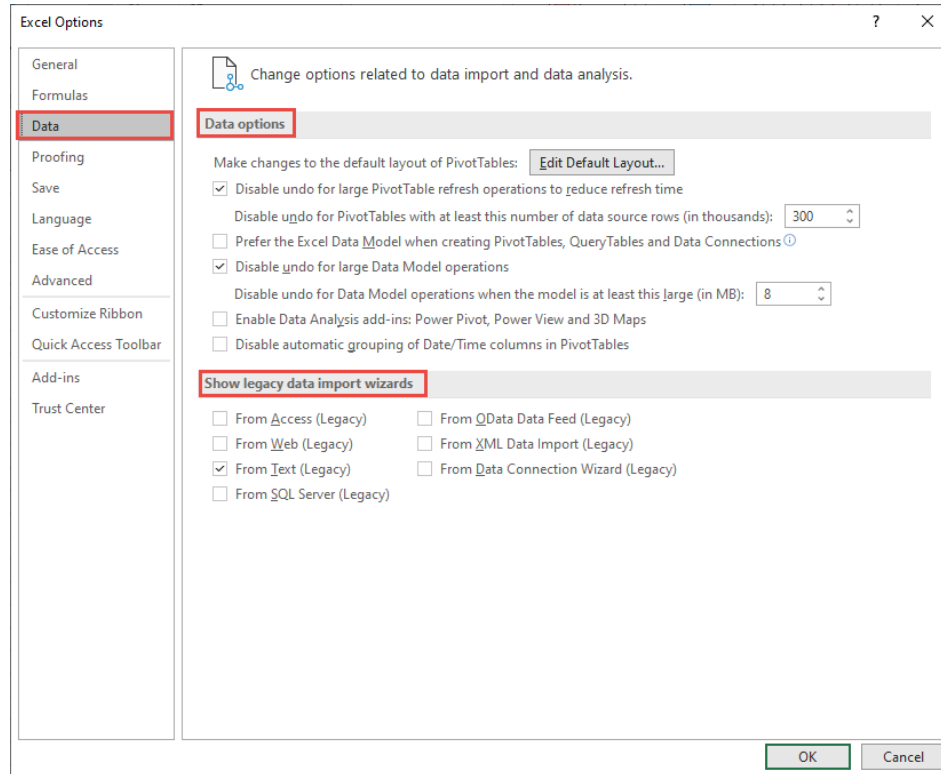 Excel Options
?
General
Formulas
Data
Proofing
Save
Language
Ease of Access
Advanced
Customize Ribbon
Quick Access Toolbar
Add-ins
Trust Center
Change options related to data import and data analysis.
Data options
Make changes to the default layout of PivotTables: Edit Default Layout...
Disable undo for large PivotTable refresh operations to reduce refresh time
Disable undo for PivotTables with at least this number of data source rows (in thousands): 300
Prefer the Excel Data Model when creating PivotTables, QueryTables and Data Connections
Disable undo for large Data Model operations
Disable undo for Data Model operations when the model is at least this large (in MB): 8
Enable Data Analysis add-ins: Power Pivot, Power View and 3D Maps
Disable automatic grouping of Date/Time columns in PivotTables
Show legacy data import wizards
From Access (Legacy) From OData Data Feed (Legacy)
From Web (Legacy) From XML Data Import (Legacy)
From Text (Legacy) From Data Connection Wizard (Legacy)
From SQL Server (Legacy)
OK Cancel